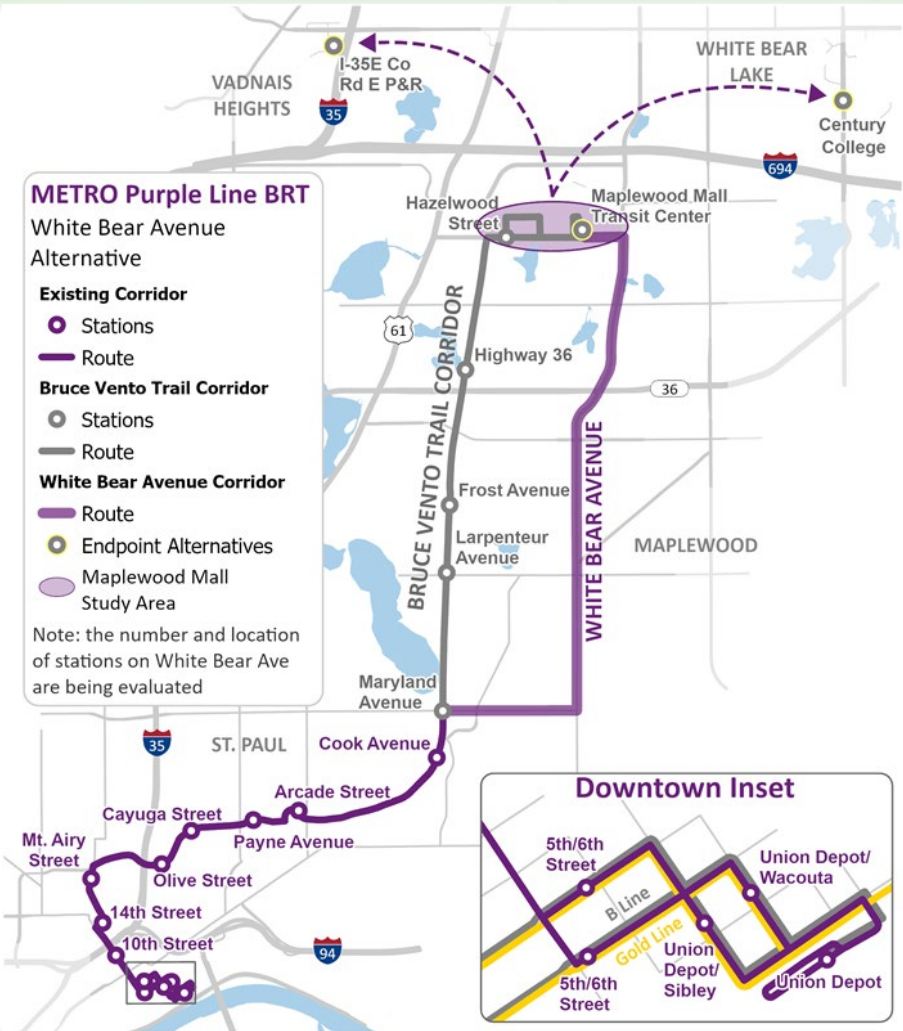 I-35E Co
Rd E P&R
VADNAIS
HEIGHTS
35
WHITE BEAR
LAKE
Century
College
694
METRO Purple Line BRT
White Bear Avenue
Alternative
Existing Corridor
Stations
Route
Bruce Vento Trail Corridor
Stations
Route
White Bear Avenue Corridor
Route
Endpoint Alternatives
Maplewood Mall
Study Area
Note: the number and location
of stations on White Bear Ave
are being evaluated
Hazelwood
Street
Maplewood Mall
Transit Center
61
Highway 36
36
BRUCE VENTO TRAIL CORRIDOR
WHITE BEAR AVENUE
Frost Avenue
Larpenteur
Avenue
MAPLEWOOD
Maryland
Avenue
35
ST. PAUL
Cook Avenue
Arcade Street
Cayuga Street
Payne Avenue
Mt. Airy
Street
Olive Street
14th Street
10th Street
94
Downtown Inset
5th/6th
Street
Union Depot/
Wacouta
B Line
Gold Line
Union
Depot/
Sibley
5th/6th
Street
Union Depot